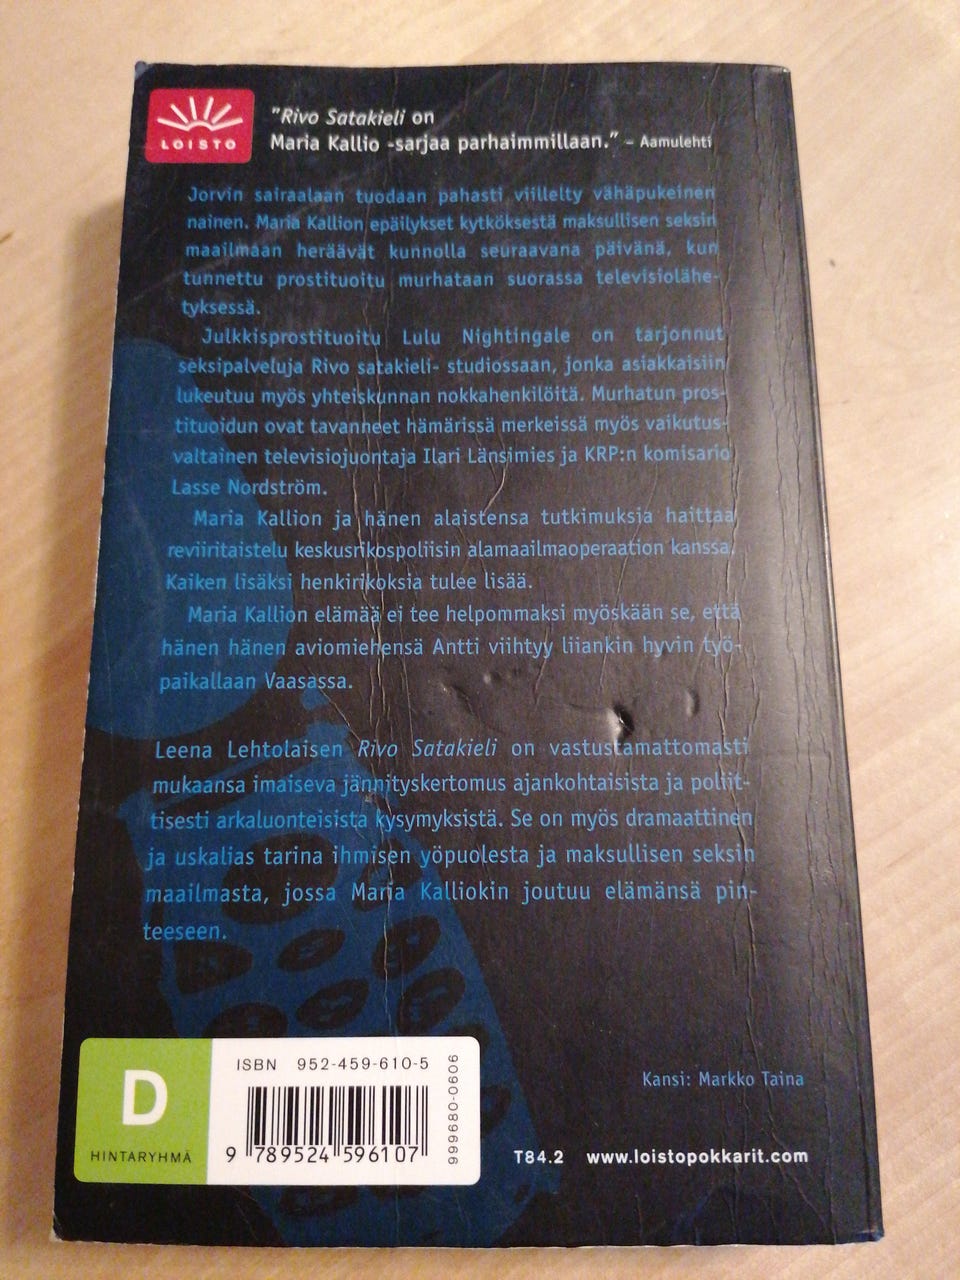 LOISTO
"Rivo Satakieli on
Maria Kallio -sarjaa parhaimmillaan." – Aamulehti
Jorvin sairaalaan tuodaan pahasti viillelty vähäpukeinen
nainen. Maria Kallion epäilykset kytköksestä maksullisen seksin
maailmaan heräävät kunnolla seuraavana päivänä, kun
tunnettu prostituoitu murhataan suorassa televisiolähe-
tyksessä.
Julkkisprostituoitu Lulu Nightingale on tarjonnut
seksipalveluja Rivo satakieli- studiossaan, jonka asiakkaisiin
lukeutuu myös yhteiskunnan nokkahenkilöitä. Murhatun pros-
tituoidun ovat tavanneet hämärissä merkeissä myös vaikutus-
valtainen televisiojuontaja Ilari Länsimies ja KRP:n komisario
Lasse Nordström.
Maria Kallion ja hänen alaistensa tutkimuksia haittaa
reviiritaistelu keskusrikospoliisin alamaailmaoperaation kanssa.
Kaiken lisäksi henkirikoksia tulee lisää.
Maria Kallion elämää ei tee helpommaksi myöskään se, että
hänen hänen aviomiehensä Antti viihtyy liiankin hyvin työ-
paikallaan Vaasassa.
Leena Lehtolaisen Rivo Satakieli on vastustamattomasti
mukaansa imaiseva jännityskertomus ajankohtaisista ja poliit-
tisesti arkaluonteisista kysymyksistä. Se on myös dramaattinen
ja uskalias tarina ihmisen yöpuolesta ja maksullisen seksin
maailmasta, jossa Maria Kalliokin joutuu elämänsä pin-
teeseen.
D
HINTARYHMÄ
ISBN 952-459-610-5
9 789524 596107
999680-0606
Kansi: Markko Taina
T84.2 www.loistopokkarit.com